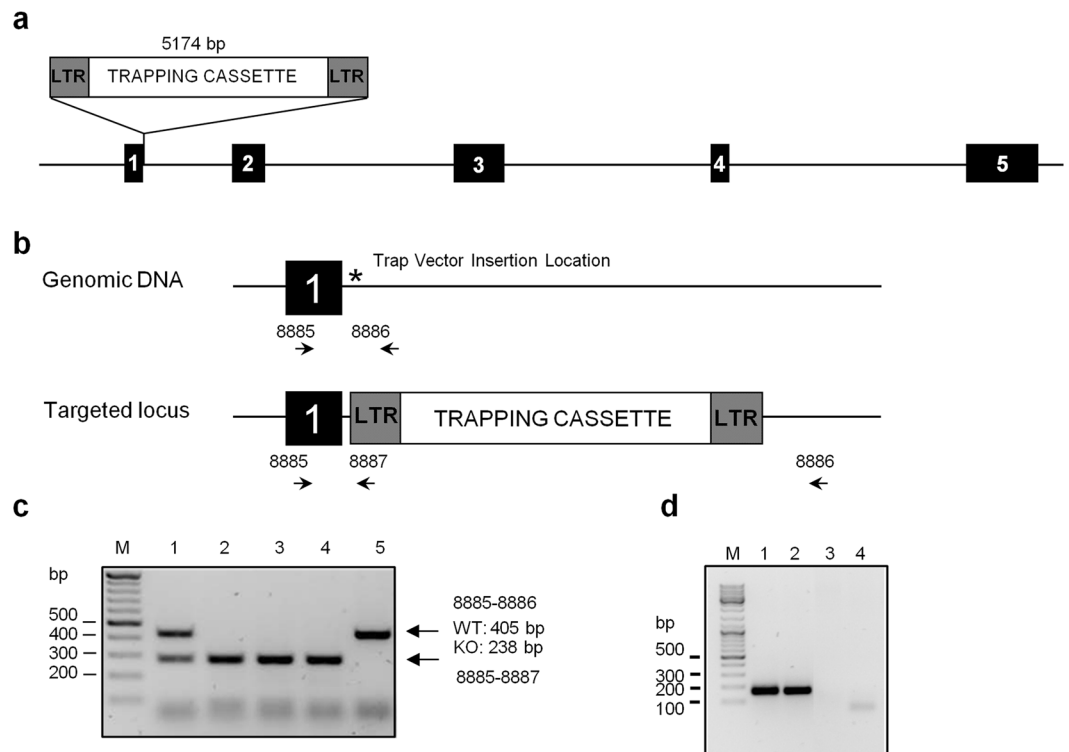 a
5174 bp
LTR TRAPPING CASSETTE LTR
1 2 3 4 5
b
Trap Vector Insertion Location
Genomic DNA 1 *
8885 8886
Targeted locus 1 LTR TRAPPING CASSETTE LTR
8885 8887 8886
c
M 1 2 3 4 5
bp
500
400
300
200
8885-8886
WT: 405 bp
KO: 238 bp
8885-8887
d
M 1 2 3 4
bp
500
300
200
100